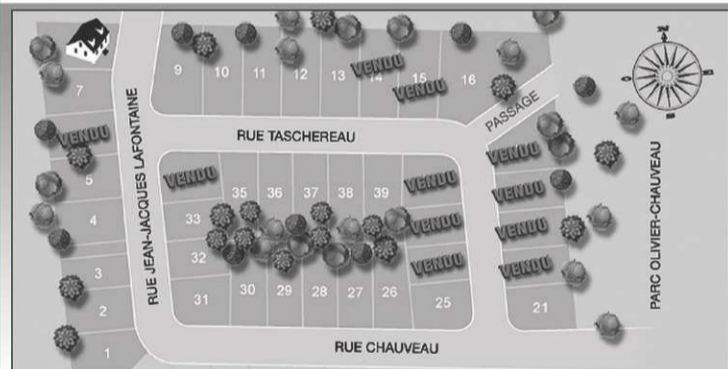 7
9
10
11
12
13
14
VENDU
15
VENDU
16
PASSAGE
VENDU
5
4
3
2
1
RUE JEAN-JACQUES LAFONTAINE
RUE TASCHEREAU
VENDU
35
36
37
38
39
VENDU
33
VENDU
32
VENDU
31
30
29
28
27
26
25
VENDU
VENDU
VENDU
VENDU
21
PARC OLIVIER-CHAUVEAU
RUE CHAUVEAU